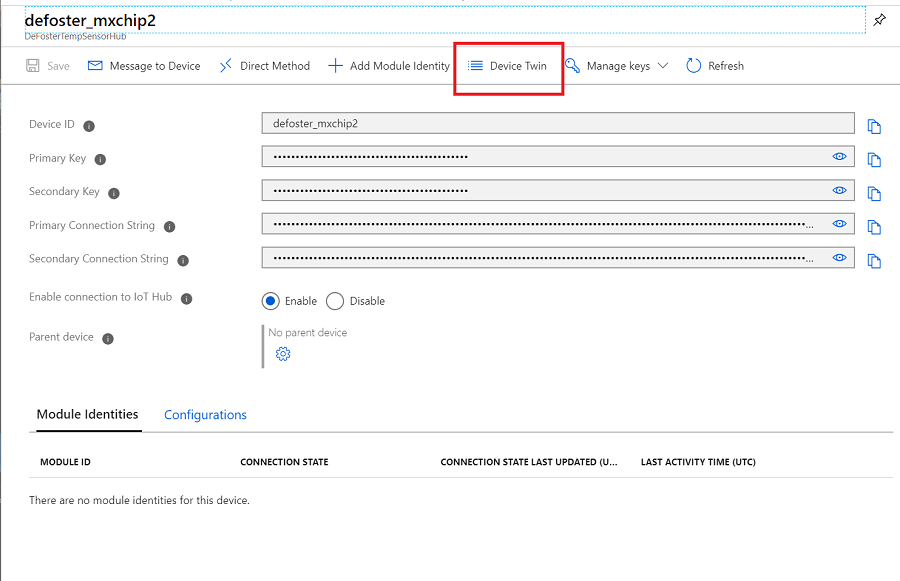 defoster_mxchip2
DeFosterTempSensorHub
Save Message to Device Direct Method Add Module Identity Device Twin Manage keys Refresh
Device ID defoster_mxchip2
Primary Key ••••••••••••••••••••••••••••••••••••••••••••
Secondary Key ••••••••••••••••••••••••••••••••••••••••••••
Primary Connection String ...
Secondary Connection String ...
Enable connection to IoT Hub Enable Disable
Parent device No parent device
Module Identities Configurations
MODULE ID CONNECTION STATE CONNECTION STATE LAST UPDATED (U... LAST ACTIVITY TIME (UTC)
There are no module identities for this device.